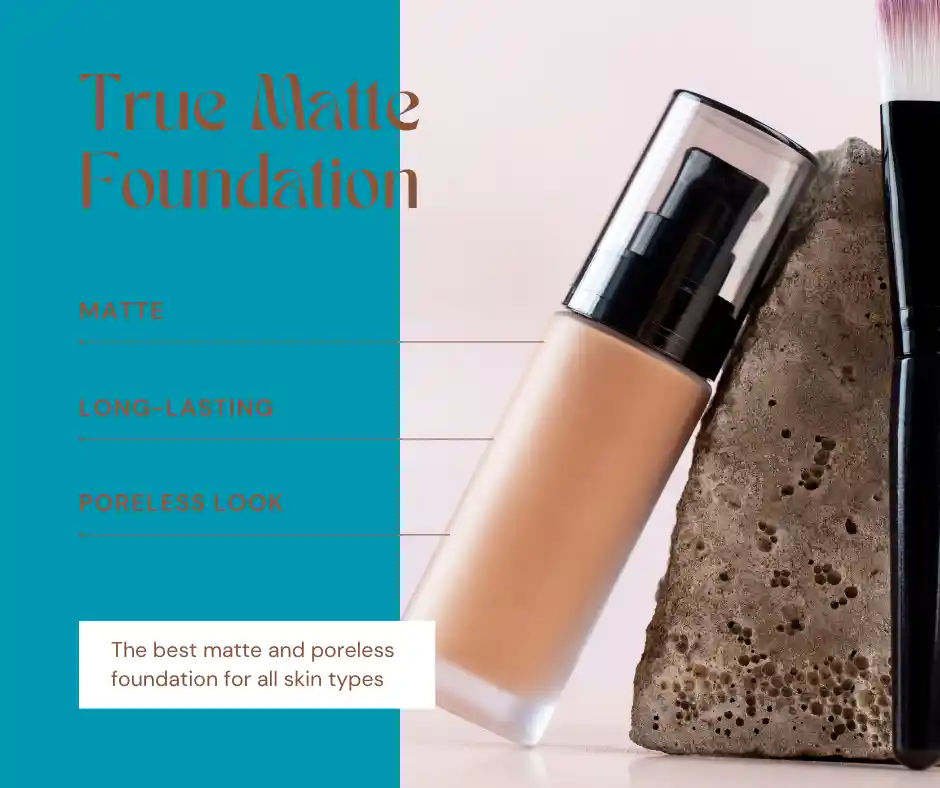 True Matte
Foundation
MATTE
LONG-LASTING
PORELESS LOOK
The best matte and poreless
foundation for all skin types